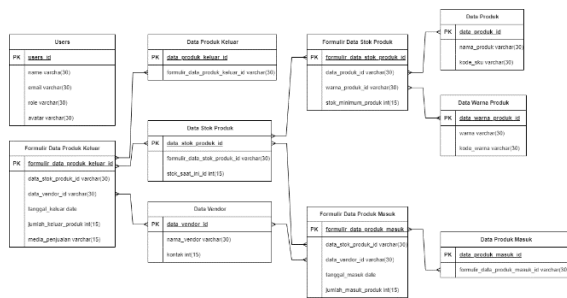 Users
PK users_id
name varchar(30)
email varchar(30)
role varchar(30)
avatar varchar(30)
Data Produk Keluar
PK data_produk_keluar_id
formulir_data_produk_keluar_id varchar(30)
Formulir Data Stok Produk
PK formulir_data_stok_produk_id
data_produk_id varchar(30)
warna_produk_id varchar(30)
stok_minimum_produk int(15)
Data Produk
PK data_produk_id
nama_produk varchar(30)
kode_sku varchar(30)
Data Warna Produk
PK data_warna_produk_id
warna varchar(30)
kode_warna varchar(30)
Formulir Data Produk Keluar
PK formulir_data_produk_keluar_id
data_stok_produk_id varchar(30)
data_vendor_id varchar(30)
tanggal_keluar date
jumlah_keluar_produk int(15)
media_penjualan varchar(15)
Data Stok Produk
PK data_stok_produk_id
formulir_data_stok_produk_id varchar(30)
stok_saat_ini_id int(15)
Data Vendor
PK data_vendor_id
nama_vendor varchar(30)
kontak int(15)
Formulir Data Produk Masuk
PK formulir_data_produk_masuk
data_stok_produk_id varchar(30)
data_vendor_id varchar(30)
tanggal_masuk date
jumlah_masuk_produk int(15)
Data Produk Masuk
PK data_produk_masuk_id
formulir_data_produk_masuk_id varchar(30)